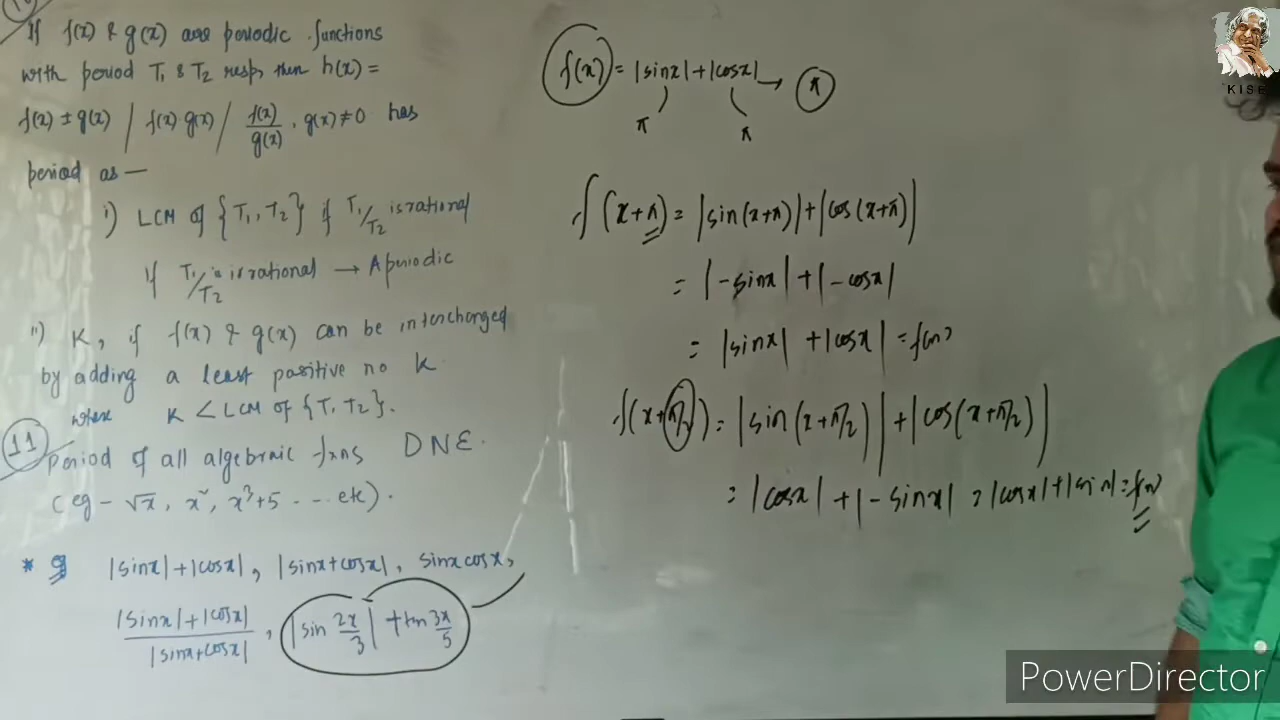 10
If f(x) & g(x) are periodic functions
with period T₁ & T₂ resp, then h(x) =
f(x) ± g(x) / f(x) g(x) / f(x)/g(x), g(x) ≠ 0 has
period as —
i) LCM of {T₁, T₂} if T₁/T₂ is rational
if T₁/T₂ is irrational → Aperiodic
ii) K, if f(x) & g(x) can be interchanged
by adding a least positive no K
where K < LCM of {T₁, T₂}.
11
Period of all algebraic fxns DNE.
(eg - √x, x², x³+5 --- etc).
* g |sinx|+|cosx|, |sinx+cosx|, sinxcosx,
|sinx|+|cosx| / |sinx+cosx|, |sin 2x/3| + tan 3x/5
f(x) = |sinx|+|cosx| → π
π π
f(x+π) = |sin(x+π)|+|cos(x+π)|
= |-sinx|+|-cosx|
= |sinx| +|cosx| = f(x)
f(x+π/2) = |sin(x+π/2)|+|cos(x+π/2)|
= |cosx|+|-sinx| = |cosx|+|sinx| = f(x)
KISE
PowerDirector